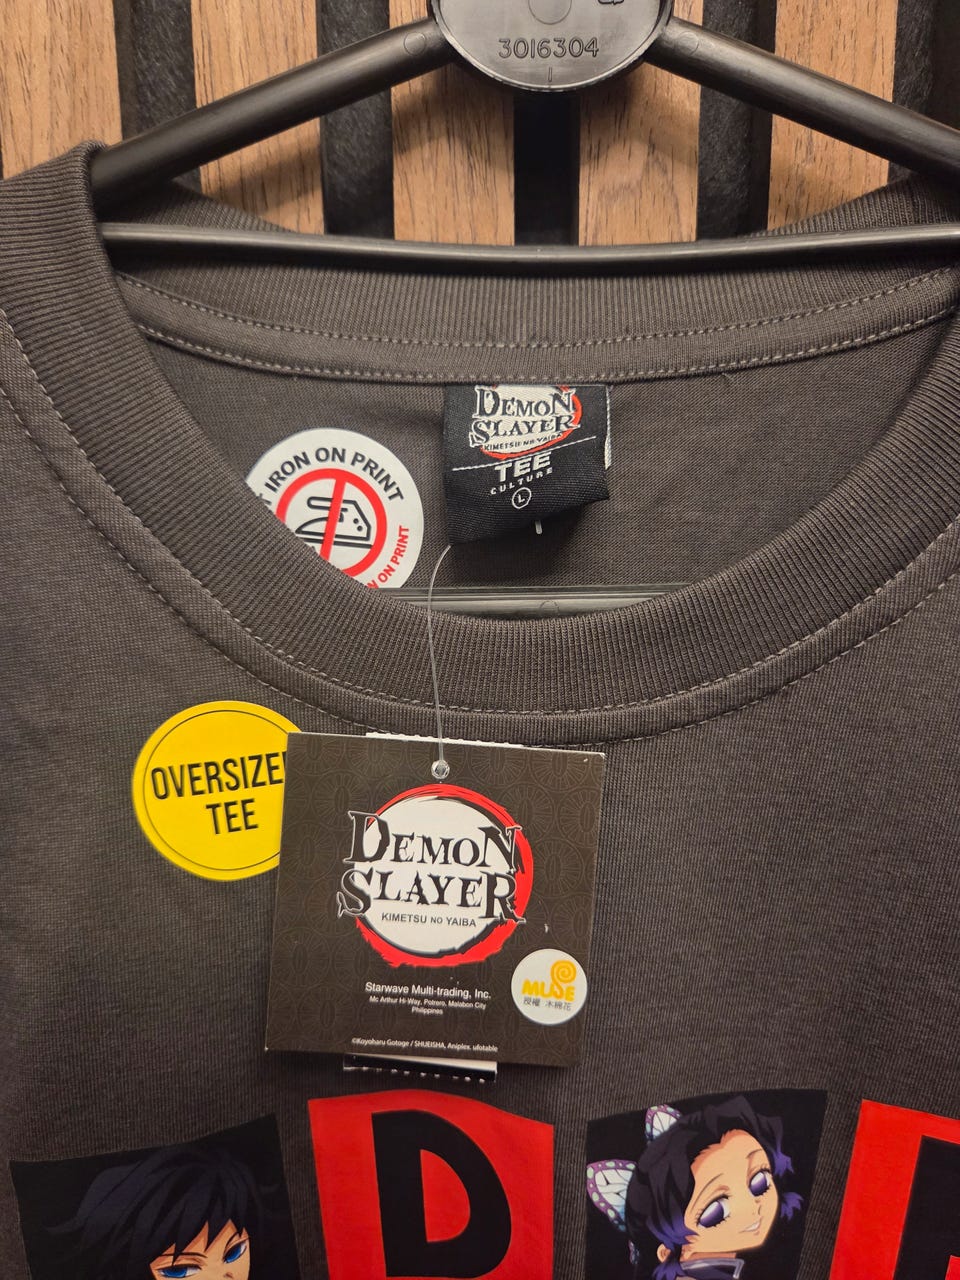 3016304
DEMON
SLAYER
KIMETSU NO YAIBA
TEE
CULTURE
L
IRON ON PRINT
ON PRINT
OVERSIZE
TEE
DEMON
SLAYER
KIMETSU NO YAIBA
MUSE
授權 木棉花
Starwave Multi-trading, Inc.
Mc Arthur Hi-Way, Potrero, Malabon City
Philippines
©Koyoharu Gotoge / SHUEISHA, Aniplex, ufotable
D